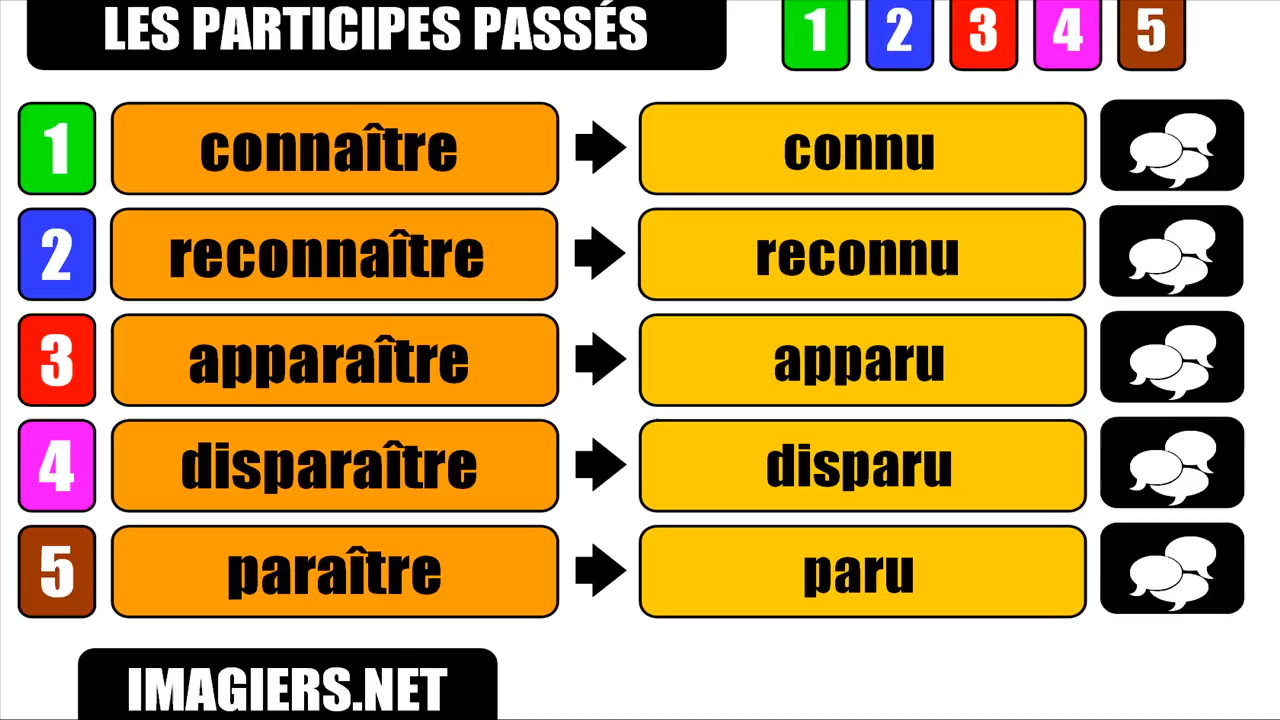 LES PARTICIPES PASSÉS 1 2 3 4 5
1 connaître connu
2 reconnaître reconnu
3 apparaître apparu
4 disparaître disparu
5 paraître paru
IMAGIERS.NET